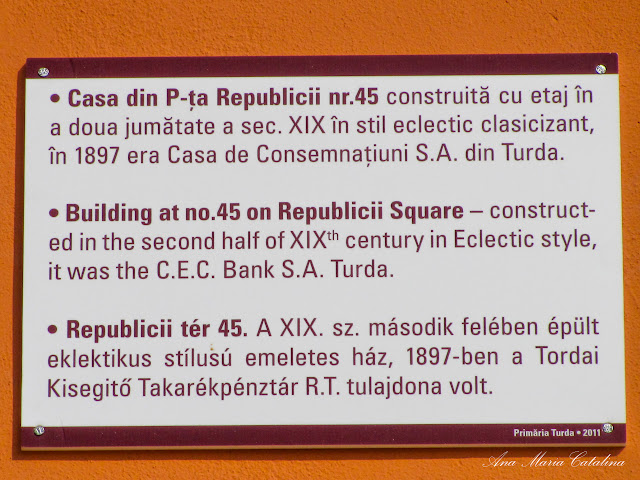 • Casa din P-ța Republicii nr.45 construită cu etaj în
a doua jumătate a sec. XIX în stil eclectic clasicizant,
în 1897 era Casa de Consemnațiuni S.A. din Turda.
• Building at no.45 on Republicii Square – construct-
ed in the second half of XIXth century in Eclectic style,
it was the C.E.C. Bank S.A. Turda.
• Republicii tér 45. A XIX. sz. második felében épült
eklektikus stílusú emeletes ház, 1897-ben a Tordai
Kisegitő Takarékpénztár R.T. tulajdona volt.
Primăria Turda • 2011
Ana Maria Catalina